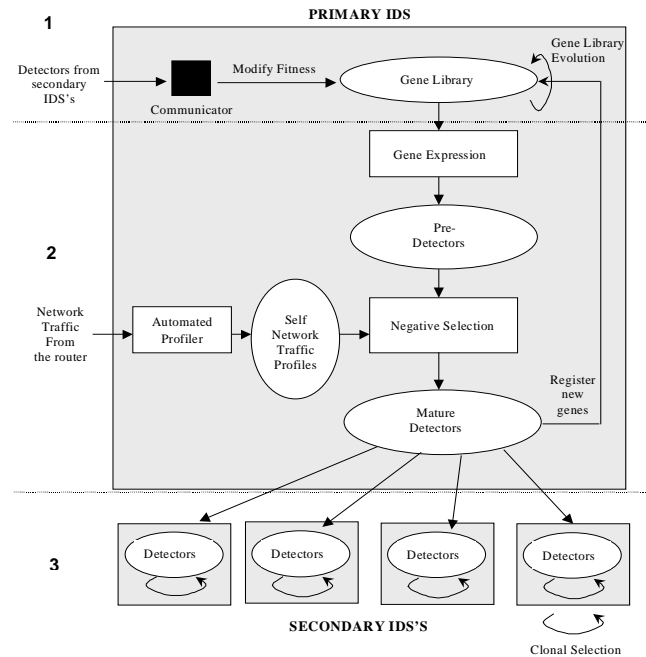 PRIMARY IDS
1
Detectors from
secondary
IDS's
Modify Fitness
Communicator
Gene Library
Gene Library
Evolution
Gene Expression
Pre-
Detectors
2
Network
Traffic
From
the router
Automated
Profiler
Self
Network
Traffic
Profiles
Negative Selection
Mature
Detectors
Register
new
genes
3
Detectors
Detectors
Detectors
Detectors
SECONDARY IDS'S
Clonal Selection